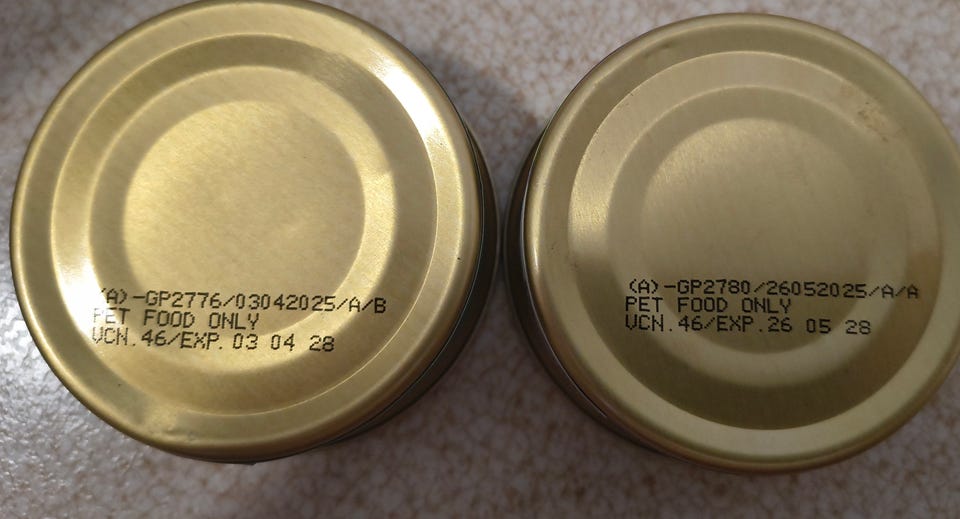 (A)-GP2776/03042025/A/B
PET FOOD ONLY
VCN.46/EXP.03 04 28
(A)-GP2780/26052025/A/A
PET FOOD ONLY
VCN.46/EXP.26 05 28